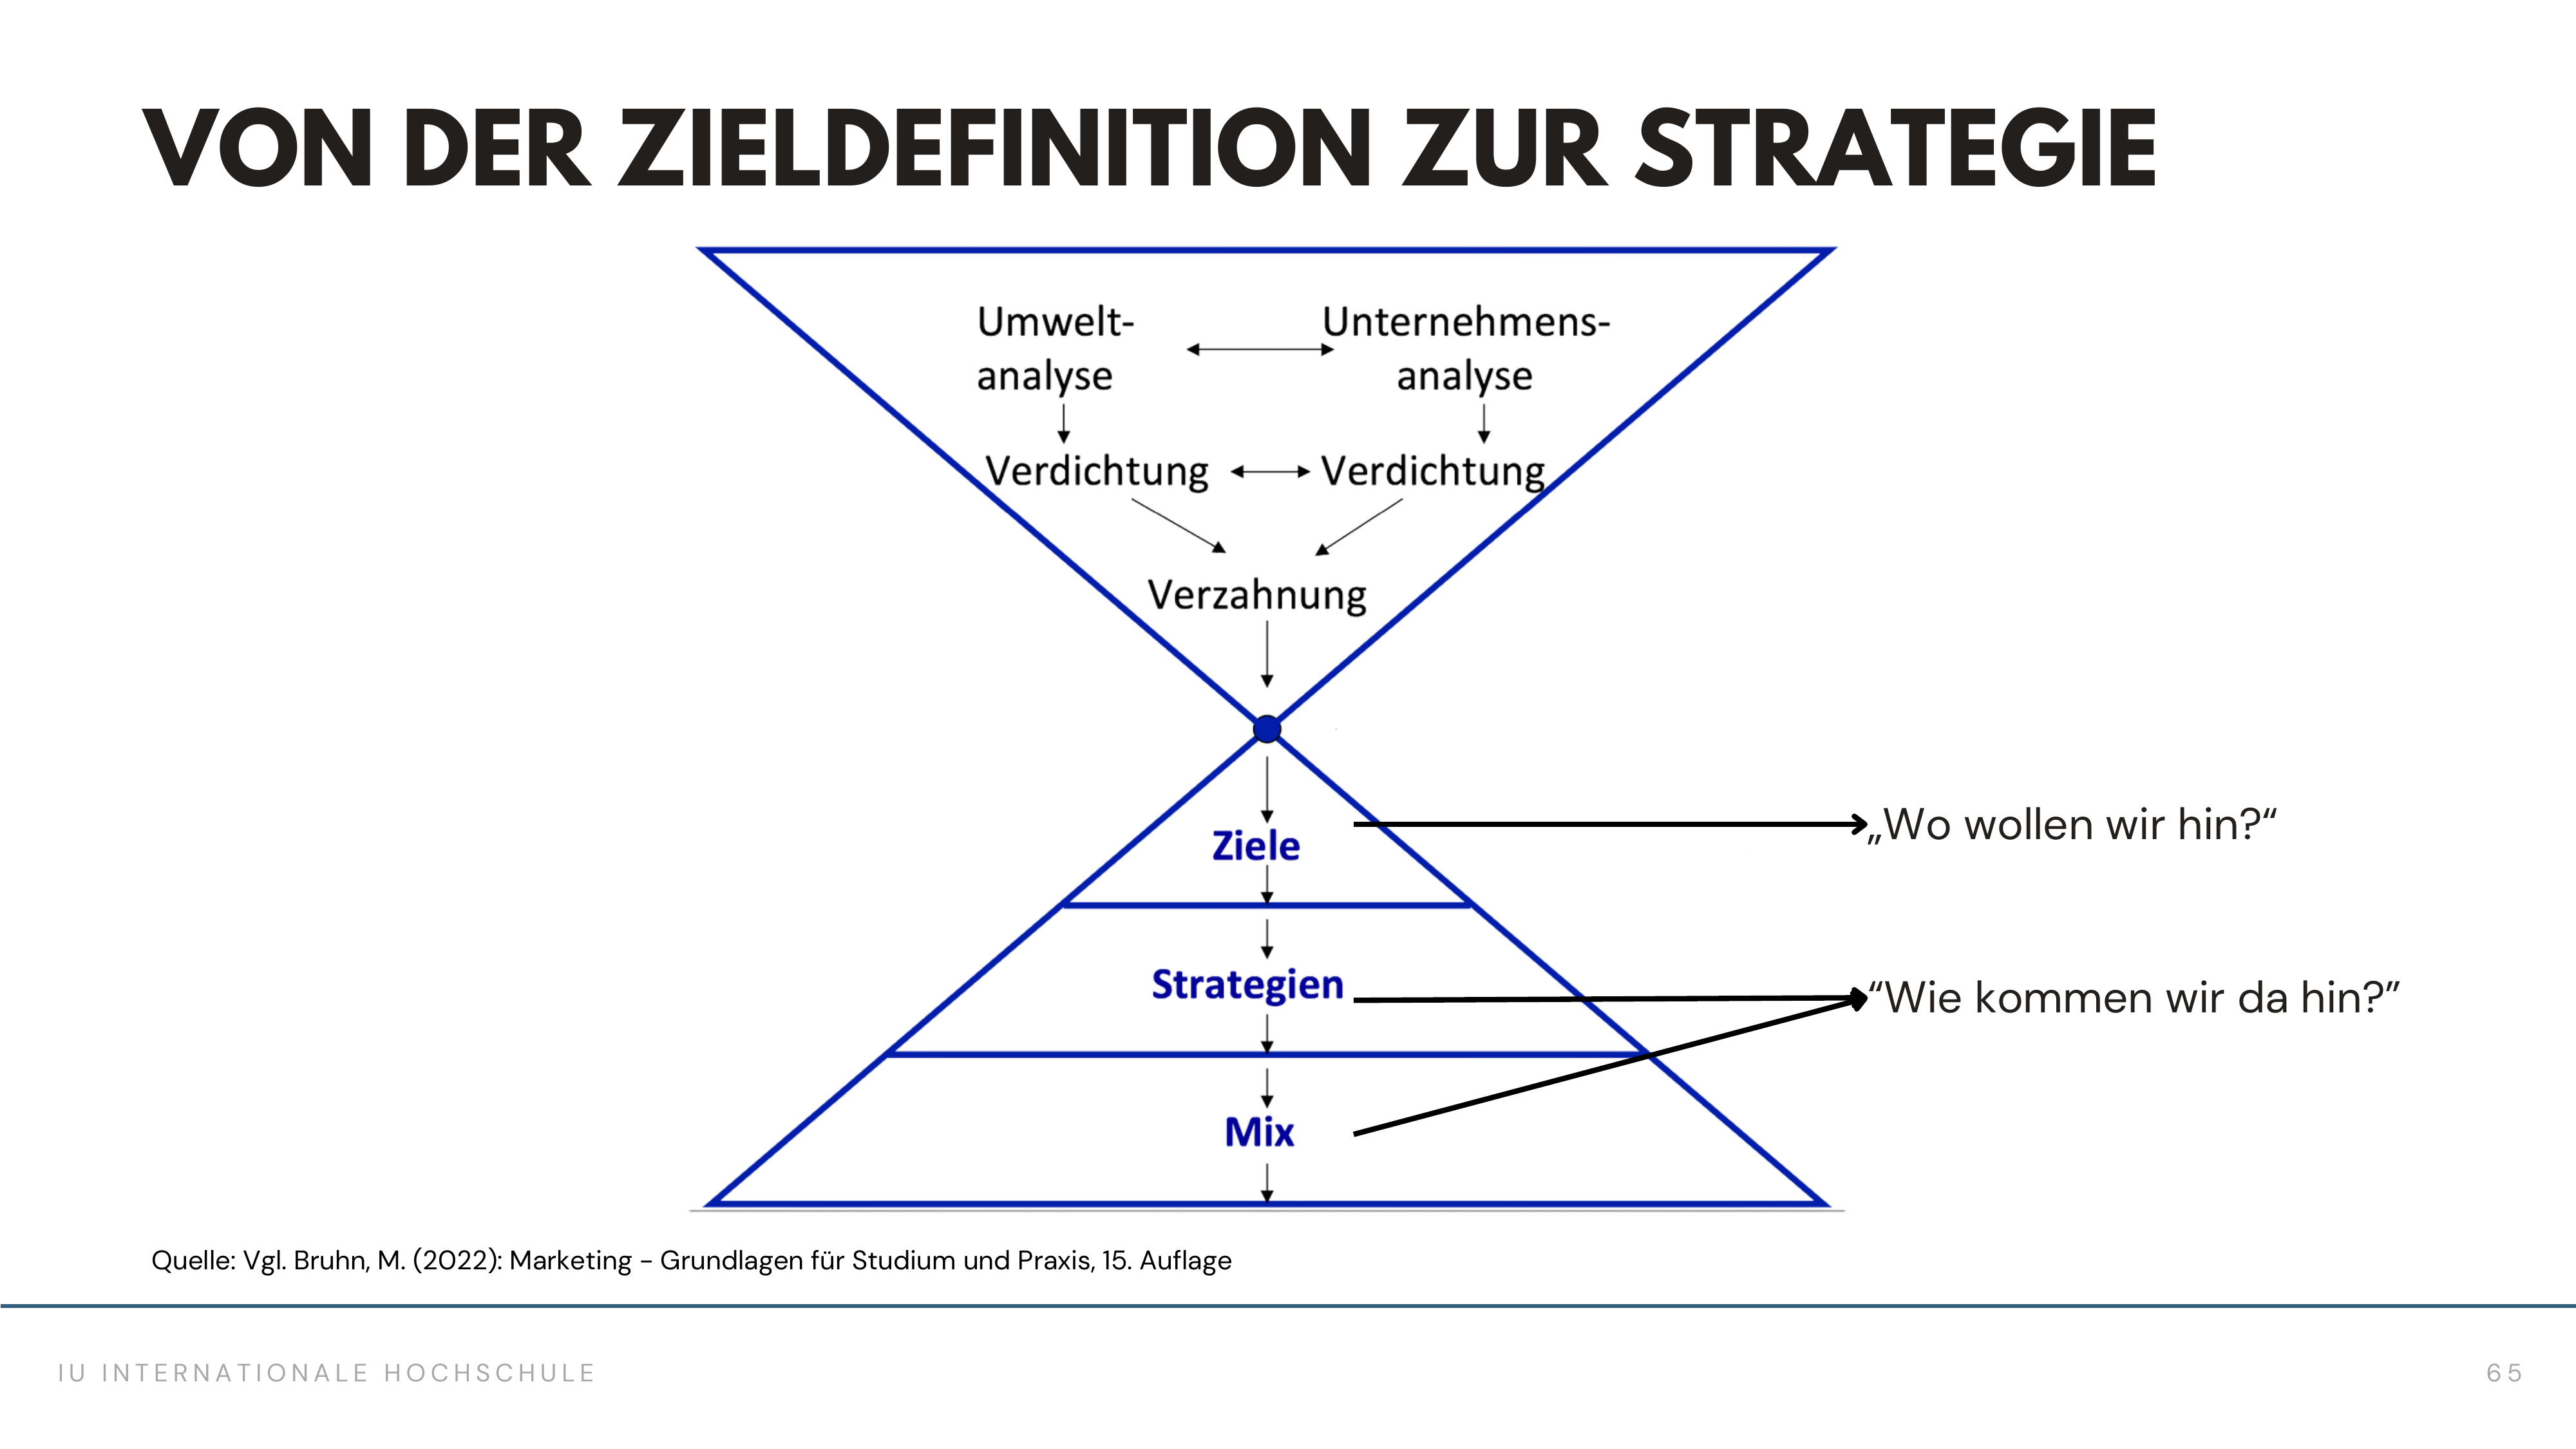 VON DER ZIELDEFINITION ZUR STRATEGIE
Umwelt-
analyse
Unternehmens-
analyse
Verdichtung
Verdichtung
Verzahnung
Ziele
„Wo wollen wir hin?“
Strategien
“Wie kommen wir da hin?”
Mix
Quelle: Vgl. Bruhn, M. (2022): Marketing – Grundlagen für Studium und Praxis, 15. Auflage
IU INTERNATIONALE HOCHSCHULE
65